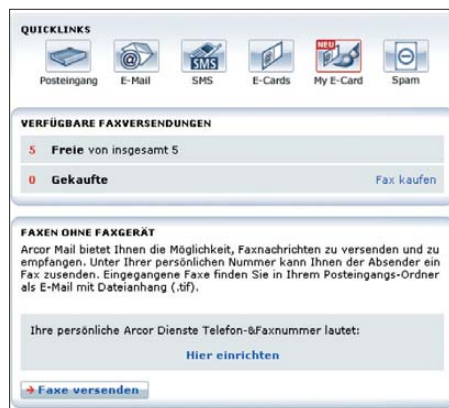 QUICKLINKS
NEU
SMS
Posteingang E-Mail SMS E-Cards My E-Card Spam
VERFÜGBARE FAXVERSENDUNGEN
5 Freie von insgesamt 5
0 Gekaufte Fax kaufen
FAXEN OHNE FAXGERÄT
Arcor Mail bietet Ihnen die Möglichkeit, Faxnachrichten zu versenden und zu
empfangen. Unter Ihrer persönlichen Nummer kann Ihnen der Absender ein
Fax zusenden. Eingegangene Faxe finden Sie in Ihrem Posteingangs-Ordner
als E-Mail mit Dateianhang (.tif).
Ihre persönliche Arcor Dienste Telefon-&Faxnummer lautet:
Hier einrichten
Faxe versenden